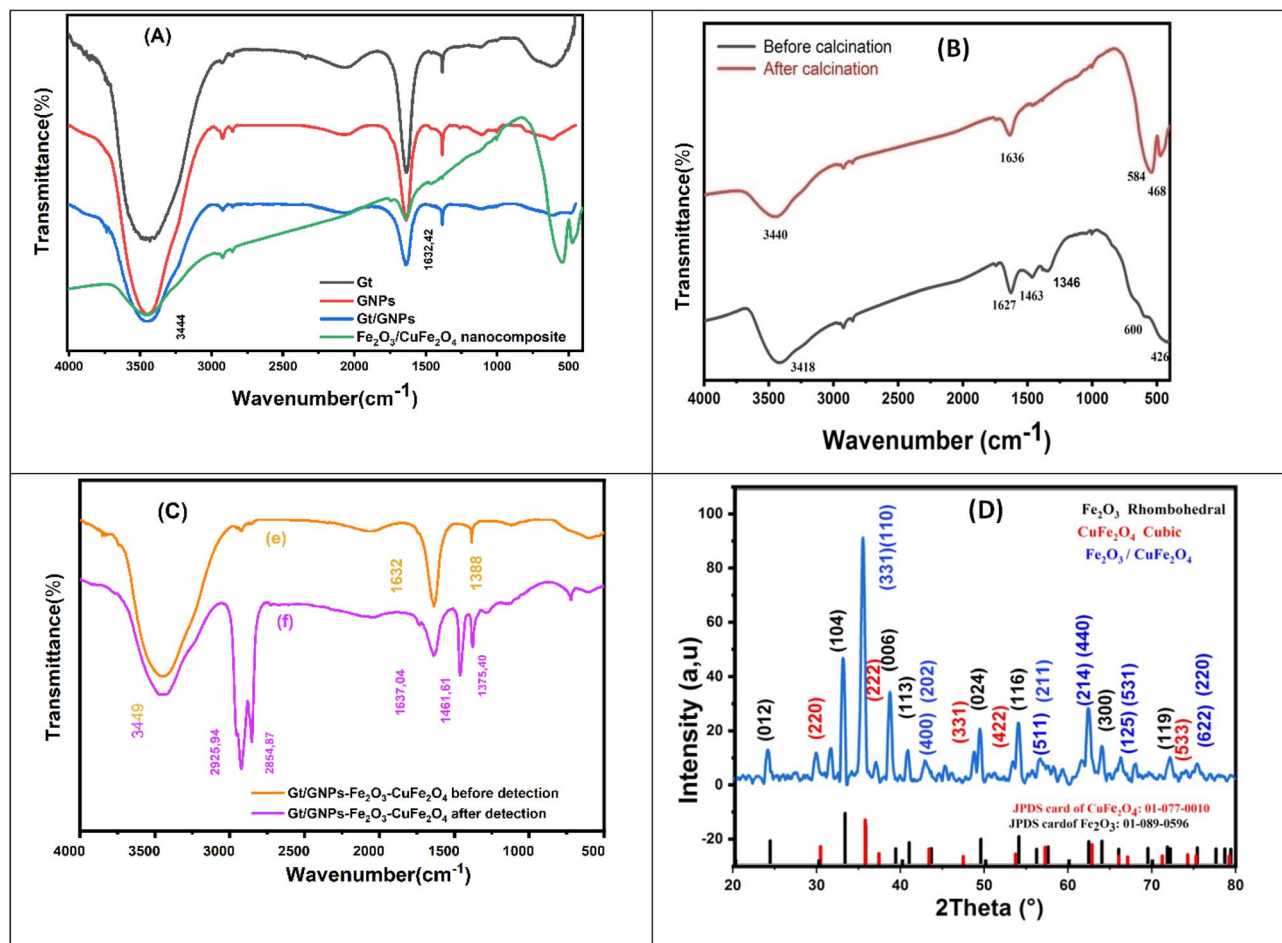 (A)
Transmittance(%)
1632,42
3444
Gt
GNPs
Gt/GNPs
Fe₂O₃/CuFe₂O₄ nanocomposite
4000 3500 3000 2500 2000 1500 1000 500
Wavenumber(cm⁻¹)
(B)
Before calcination
After calcination
Transmittance(%)
1636
584
468
3440
1627
1463
1346
600
426
3418
4000 3500 3000 2500 2000 1500 1000 500
Wavenumber (cm⁻¹)
(C)
Transmittance(%)
(e)
1632
1388
(f)
3449
2925,94
2854,87
1637,04
1461,61
1375,40
Gt/GNPs-Fe₂O₃-CuFe₂O₄ before detection
Gt/GNPs-Fe₂O₃-CuFe₂O₄ after detection
4000 3500 3000 2500 2000 1500 1000 500
Wavenumber(cm⁻¹)
(D)
Fe₂O₃ Rhombohedral
CuFe₂O₄ Cubic
Fe₂O₃ / CuFe₂O₄
Intensity (a,u)
100
80
60
40
20
0
-20
(012)
(220)
(104)
(331)(110)
(222)
(006)
(113)
(400) (202)
(331)
(024)
(422)
(116)
(511) (211)
(214) (440)
(300)
(125) (531)
(119)
(533)
(622) (220)
JPDS card of CuFe₂O₄: 01-077-0010
JPDS cardof Fe₂O₃: 01-089-0596
20 30 40 50 60 70 80
2Theta (°)